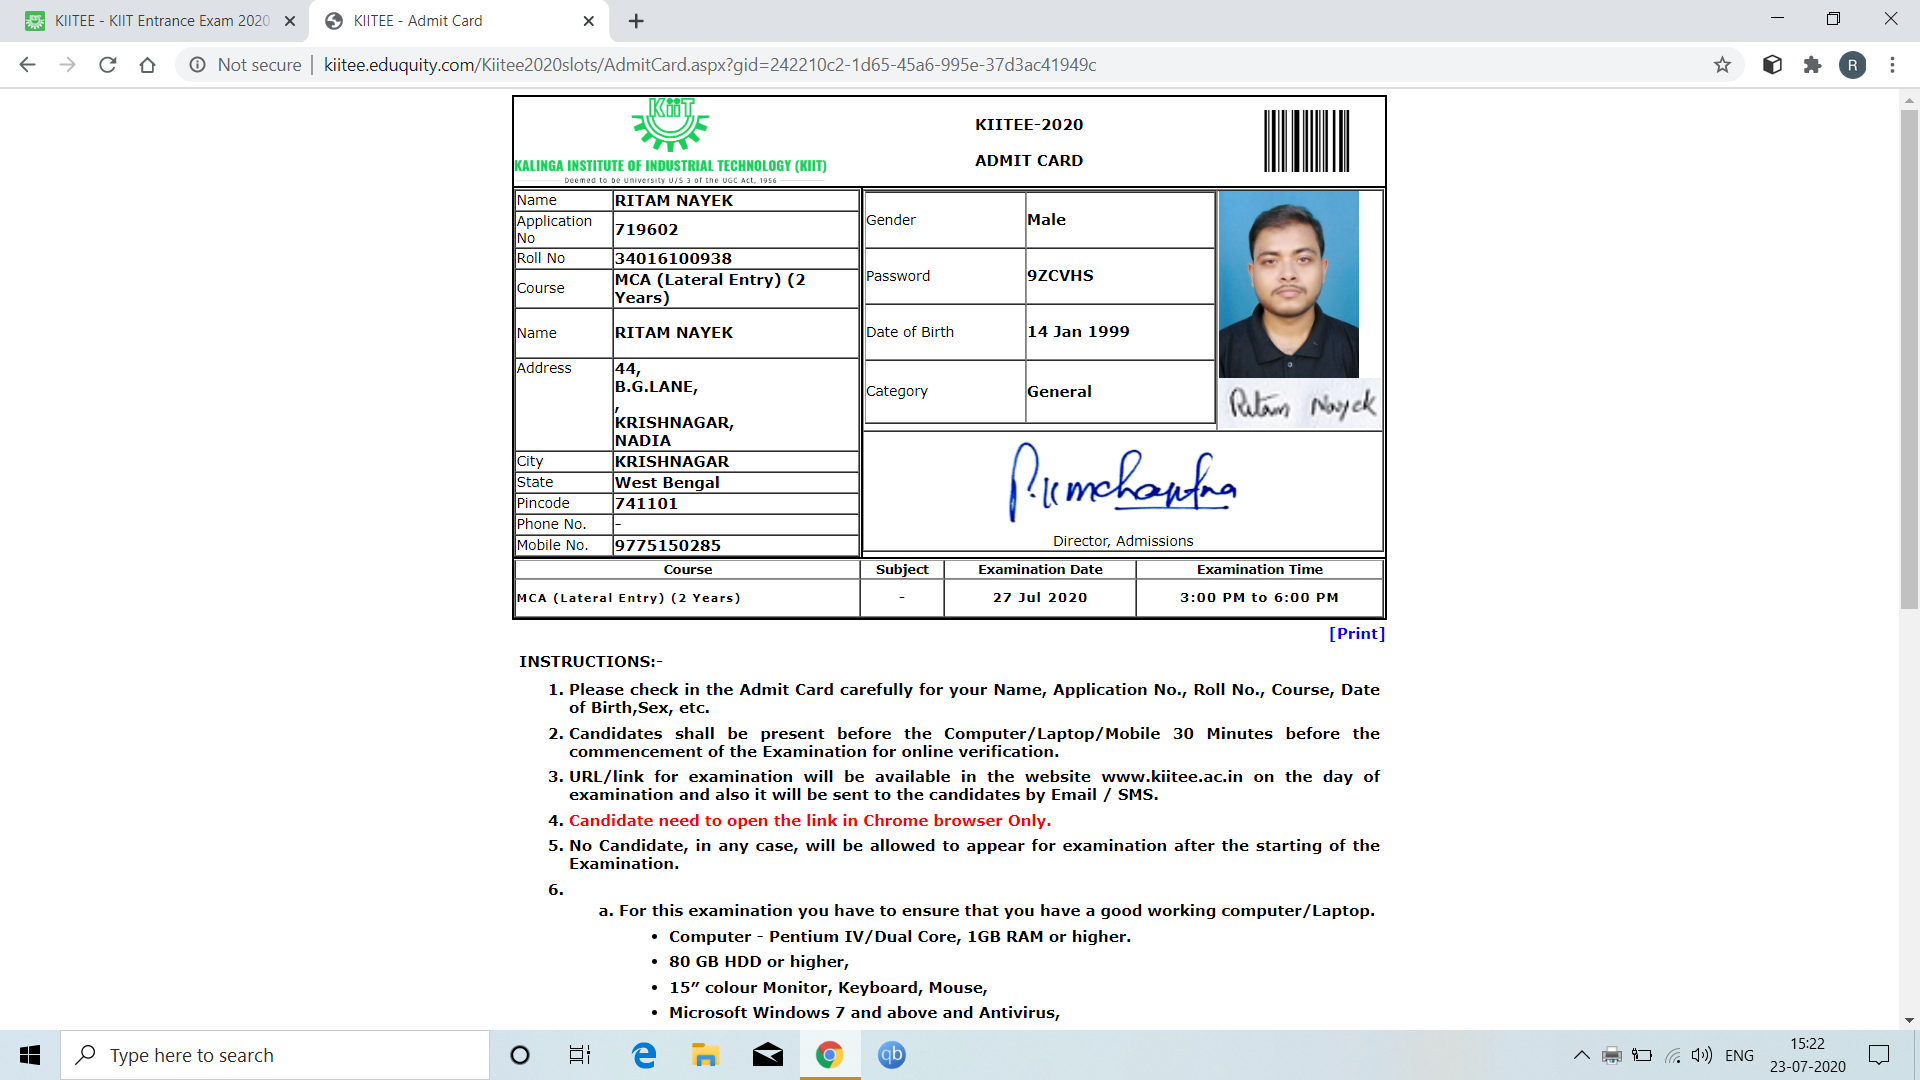 KIITEE - KIIT Entrance Exam 2020
KIITEE - Admit Card
Not secure | kiitee.eduquity.com/Kiitee2020slots/AdmitCard.aspx?gid=242210c2-1d65-45a6-995e-37d3ac41949c
R
KiiT
KALINGA INSTITUTE OF INDUSTRIAL TECHNOLOGY (KIIT)
Deemed to be University U/S 3 of the UGC Act, 1956
KIITEE-2020
ADMIT CARD
Name RITAM NAYEK
Application No 719602
Roll No 34016100938
Course MCA (Lateral Entry) (2 Years)
Name RITAM NAYEK
Address 44,
B.G.LANE,
,
KRISHNAGAR,
NADIA
City KRISHNAGAR
State West Bengal
Pincode 741101
Phone No. -
Mobile No. 9775150285
Gender Male
Password 9ZCVHS
Date of Birth 14 Jan 1999
Category General
Ritam Nayek
Director, Admissions
Course Subject Examination Date Examination Time
MCA (Lateral Entry) (2 Years) - 27 Jul 2020 3:00 PM to 6:00 PM
[Print]
INSTRUCTIONS:-
1. Please check in the Admit Card carefully for your Name, Application No., Roll No., Course, Date
of Birth,Sex, etc.
2. Candidates shall be present before the Computer/Laptop/Mobile 30 Minutes before the
commencement of the Examination for online verification.
3. URL/link for examination will be available in the website www.kiitee.ac.in on the day of
examination and also it will be sent to the candidates by Email / SMS.
4. Candidate need to open the link in Chrome browser Only.
5. No Candidate, in any case, will be allowed to appear for examination after the starting of the
Examination.
6.
a. For this examination you have to ensure that you have a good working computer/Laptop.
• Computer - Pentium IV/Dual Core, 1GB RAM or higher.
• 80 GB HDD or higher,
• 15” colour Monitor, Keyboard, Mouse,
• Microsoft Windows 7 and above and Antivirus,
Type here to search
qb
ENG
15:22
23-07-2020